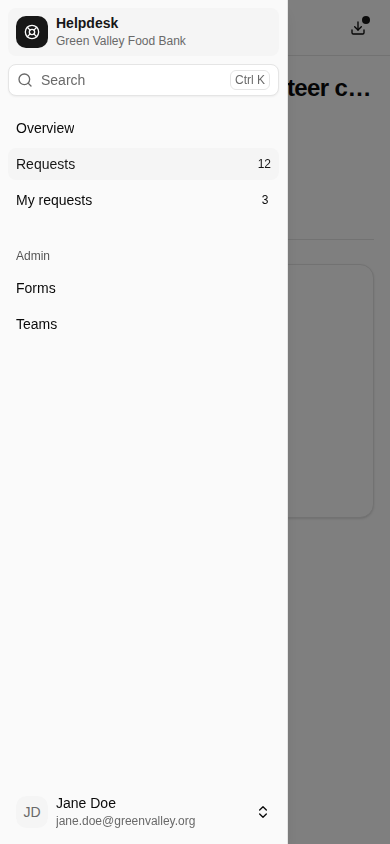 Helpdesk
Green Valley Food Bank
Search Ctrl K
Overview
Requests 12
My requests 3
Admin
Forms
Teams
JD
Jane Doe
jane.doe@greenvalley.org
teer c…